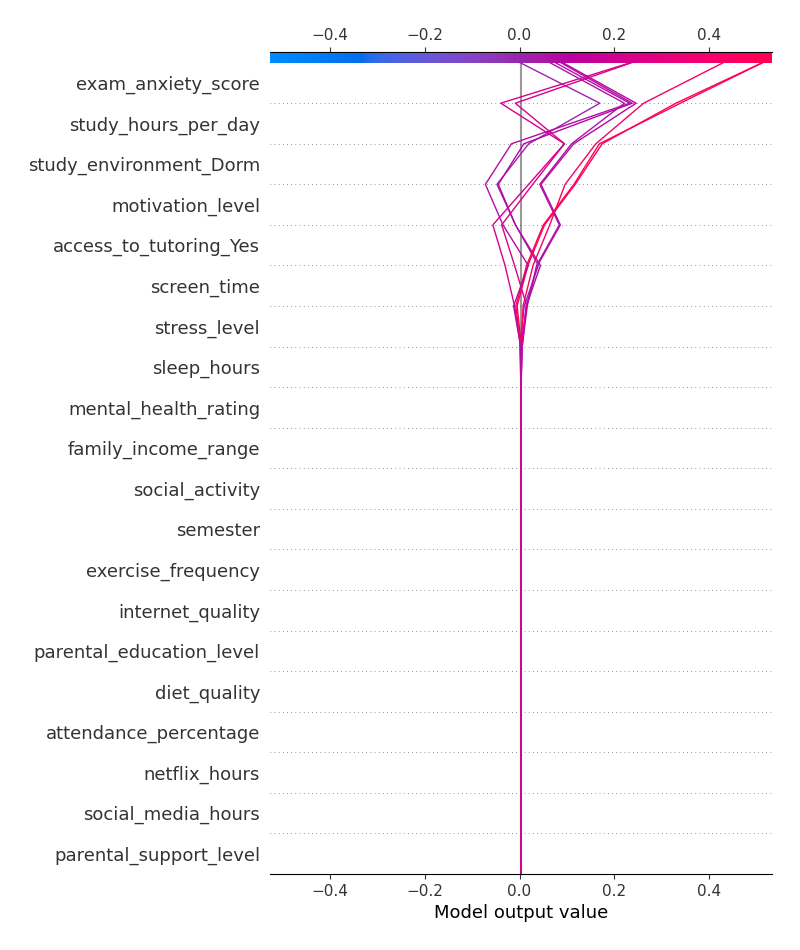 −0.4 −0.2 0.0 0.2 0.4
exam_anxiety_score
study_hours_per_day
study_environment_Dorm
motivation_level
access_to_tutoring_Yes
screen_time
stress_level
sleep_hours
mental_health_rating
family_income_range
social_activity
semester
exercise_frequency
internet_quality
parental_education_level
diet_quality
attendance_percentage
netflix_hours
social_media_hours
parental_support_level
−0.4 −0.2 0.0 0.2 0.4
Model output value